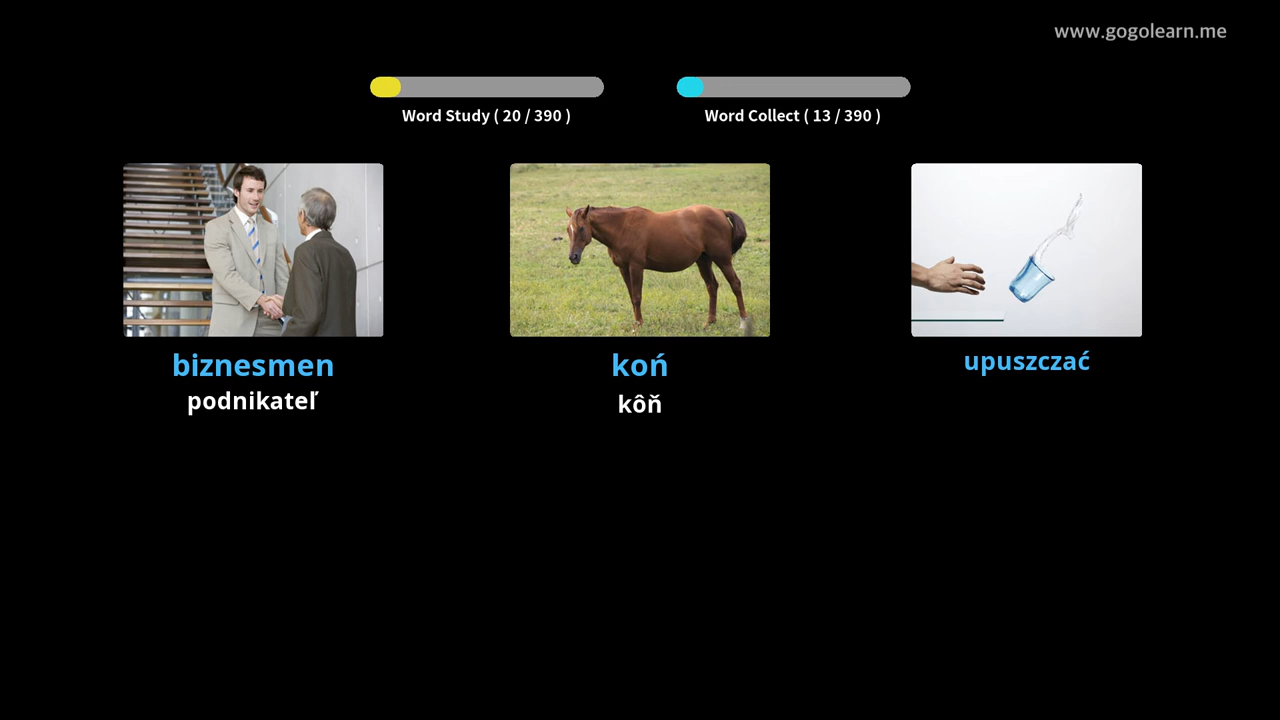 www.gogolearn.me
Word Study ( 20 / 390 )
Word Collect ( 13 / 390 )
biznesmen
podnikateľ
koń
kôň
upuszczać